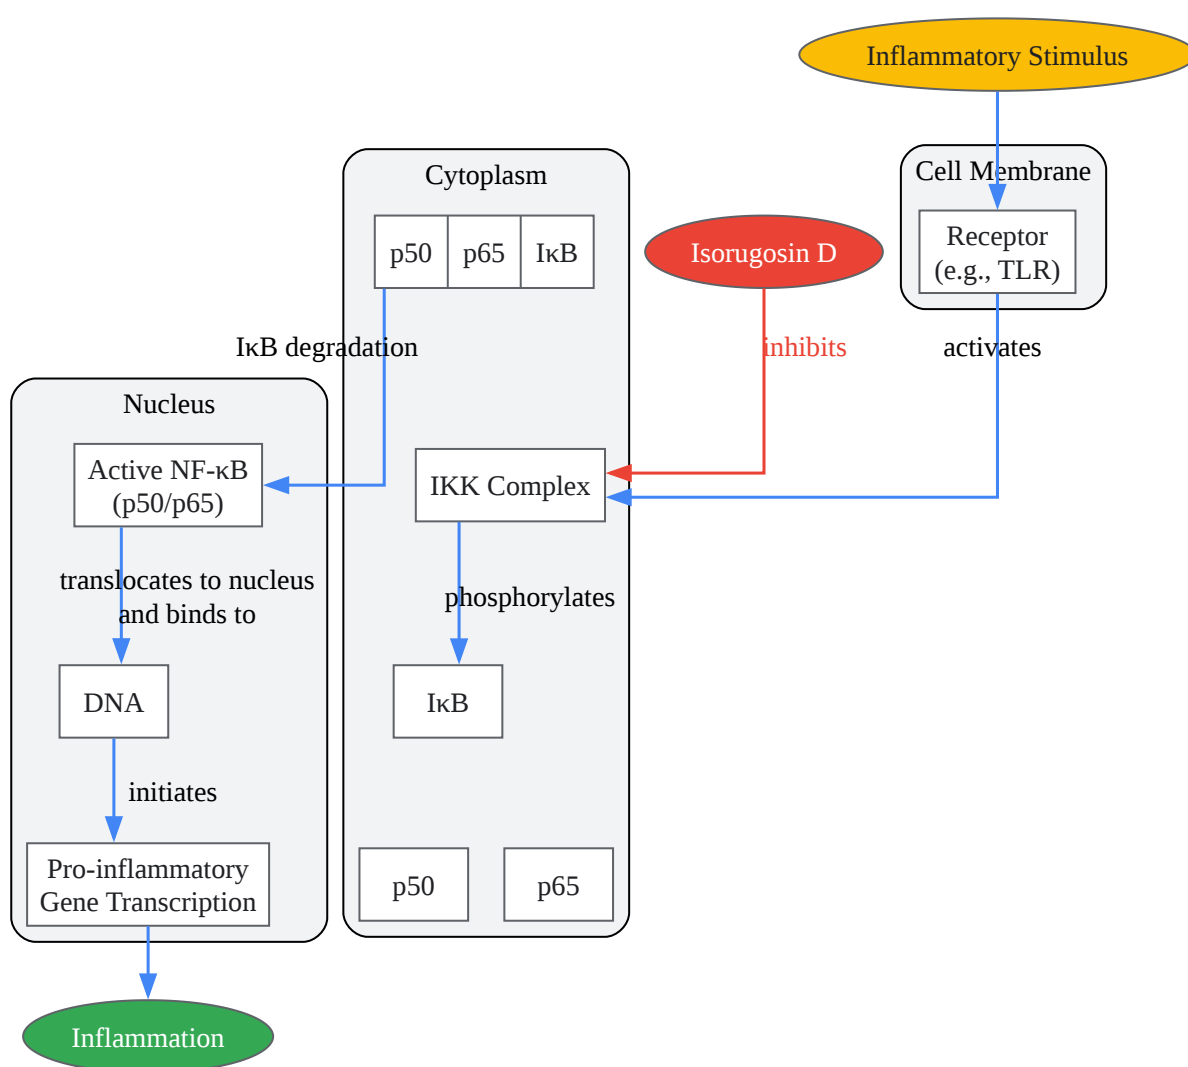 Inflammatory Stimulus
Cell Membrane
Receptor
(e.g., TLR)
activates
Isorugosin D
inhibits
Cytoplasm
p50
p65
IκB
IκB degradation
IKK Complex
phosphorylates
IκB
p50
p65
Nucleus
Active NF-κB
(p50/p65)
translocates to nucleus
and binds to
DNA
initiates
Pro-inflammatory
Gene Transcription
Inflammation